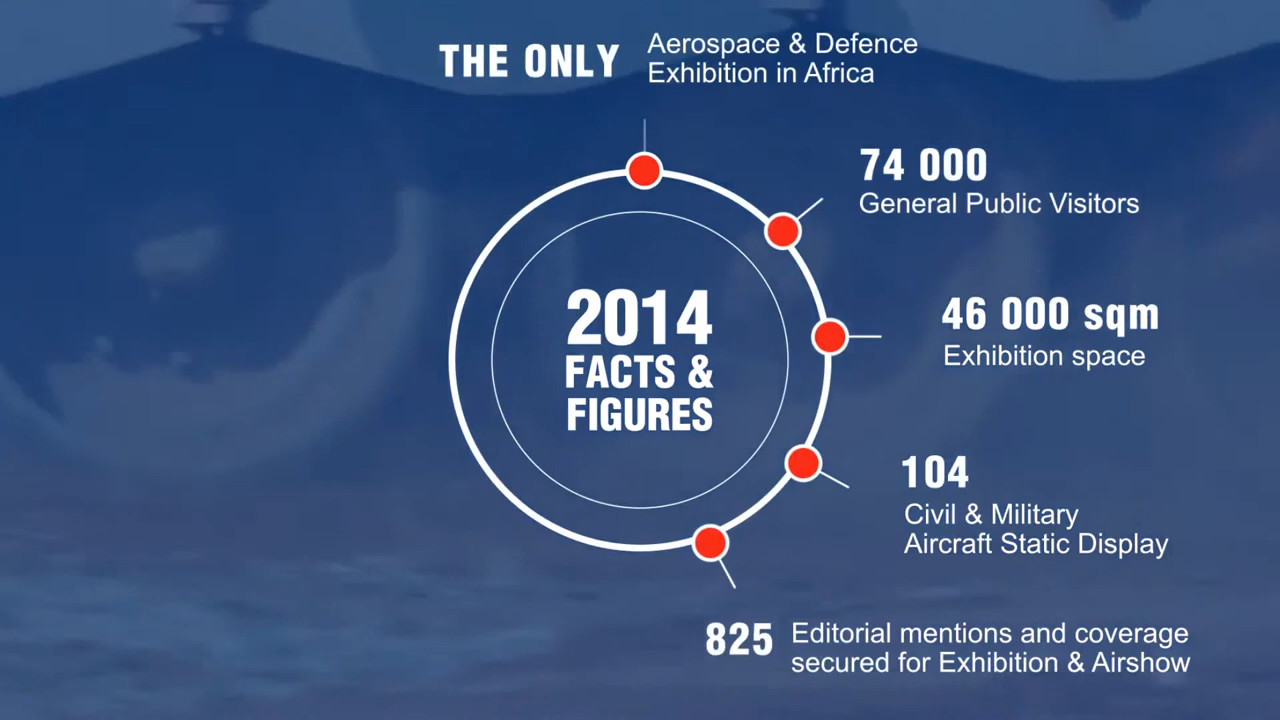 THE ONLY
Aerospace & Defence
Exhibition in Africa
74 000
General Public Visitors
46 000 sqm
Exhibition space
2014
FACTS &
FIGURES
104
Civil & Military
Aircraft Static Display
825
Editorial mentions and coverage
secured for Exhibition & Airshow